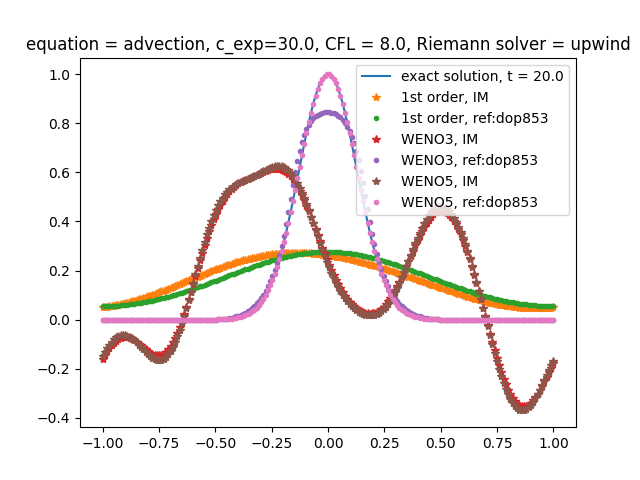 equation = advection, c_exp=30.0, CFL = 8.0, Riemann solver = upwind
exact solution, t = 20.0
1st order, IM
1st order, ref:dop853
WENO3, IM
WENO3, ref:dop853
WENO5, IM
WENO5, ref:dop853
1.0
0.8
0.6
0.4
0.2
0.0
−0.2
−0.4
−1.00 −0.75 −0.50 −0.25 0.00 0.25 0.50 0.75 1.00